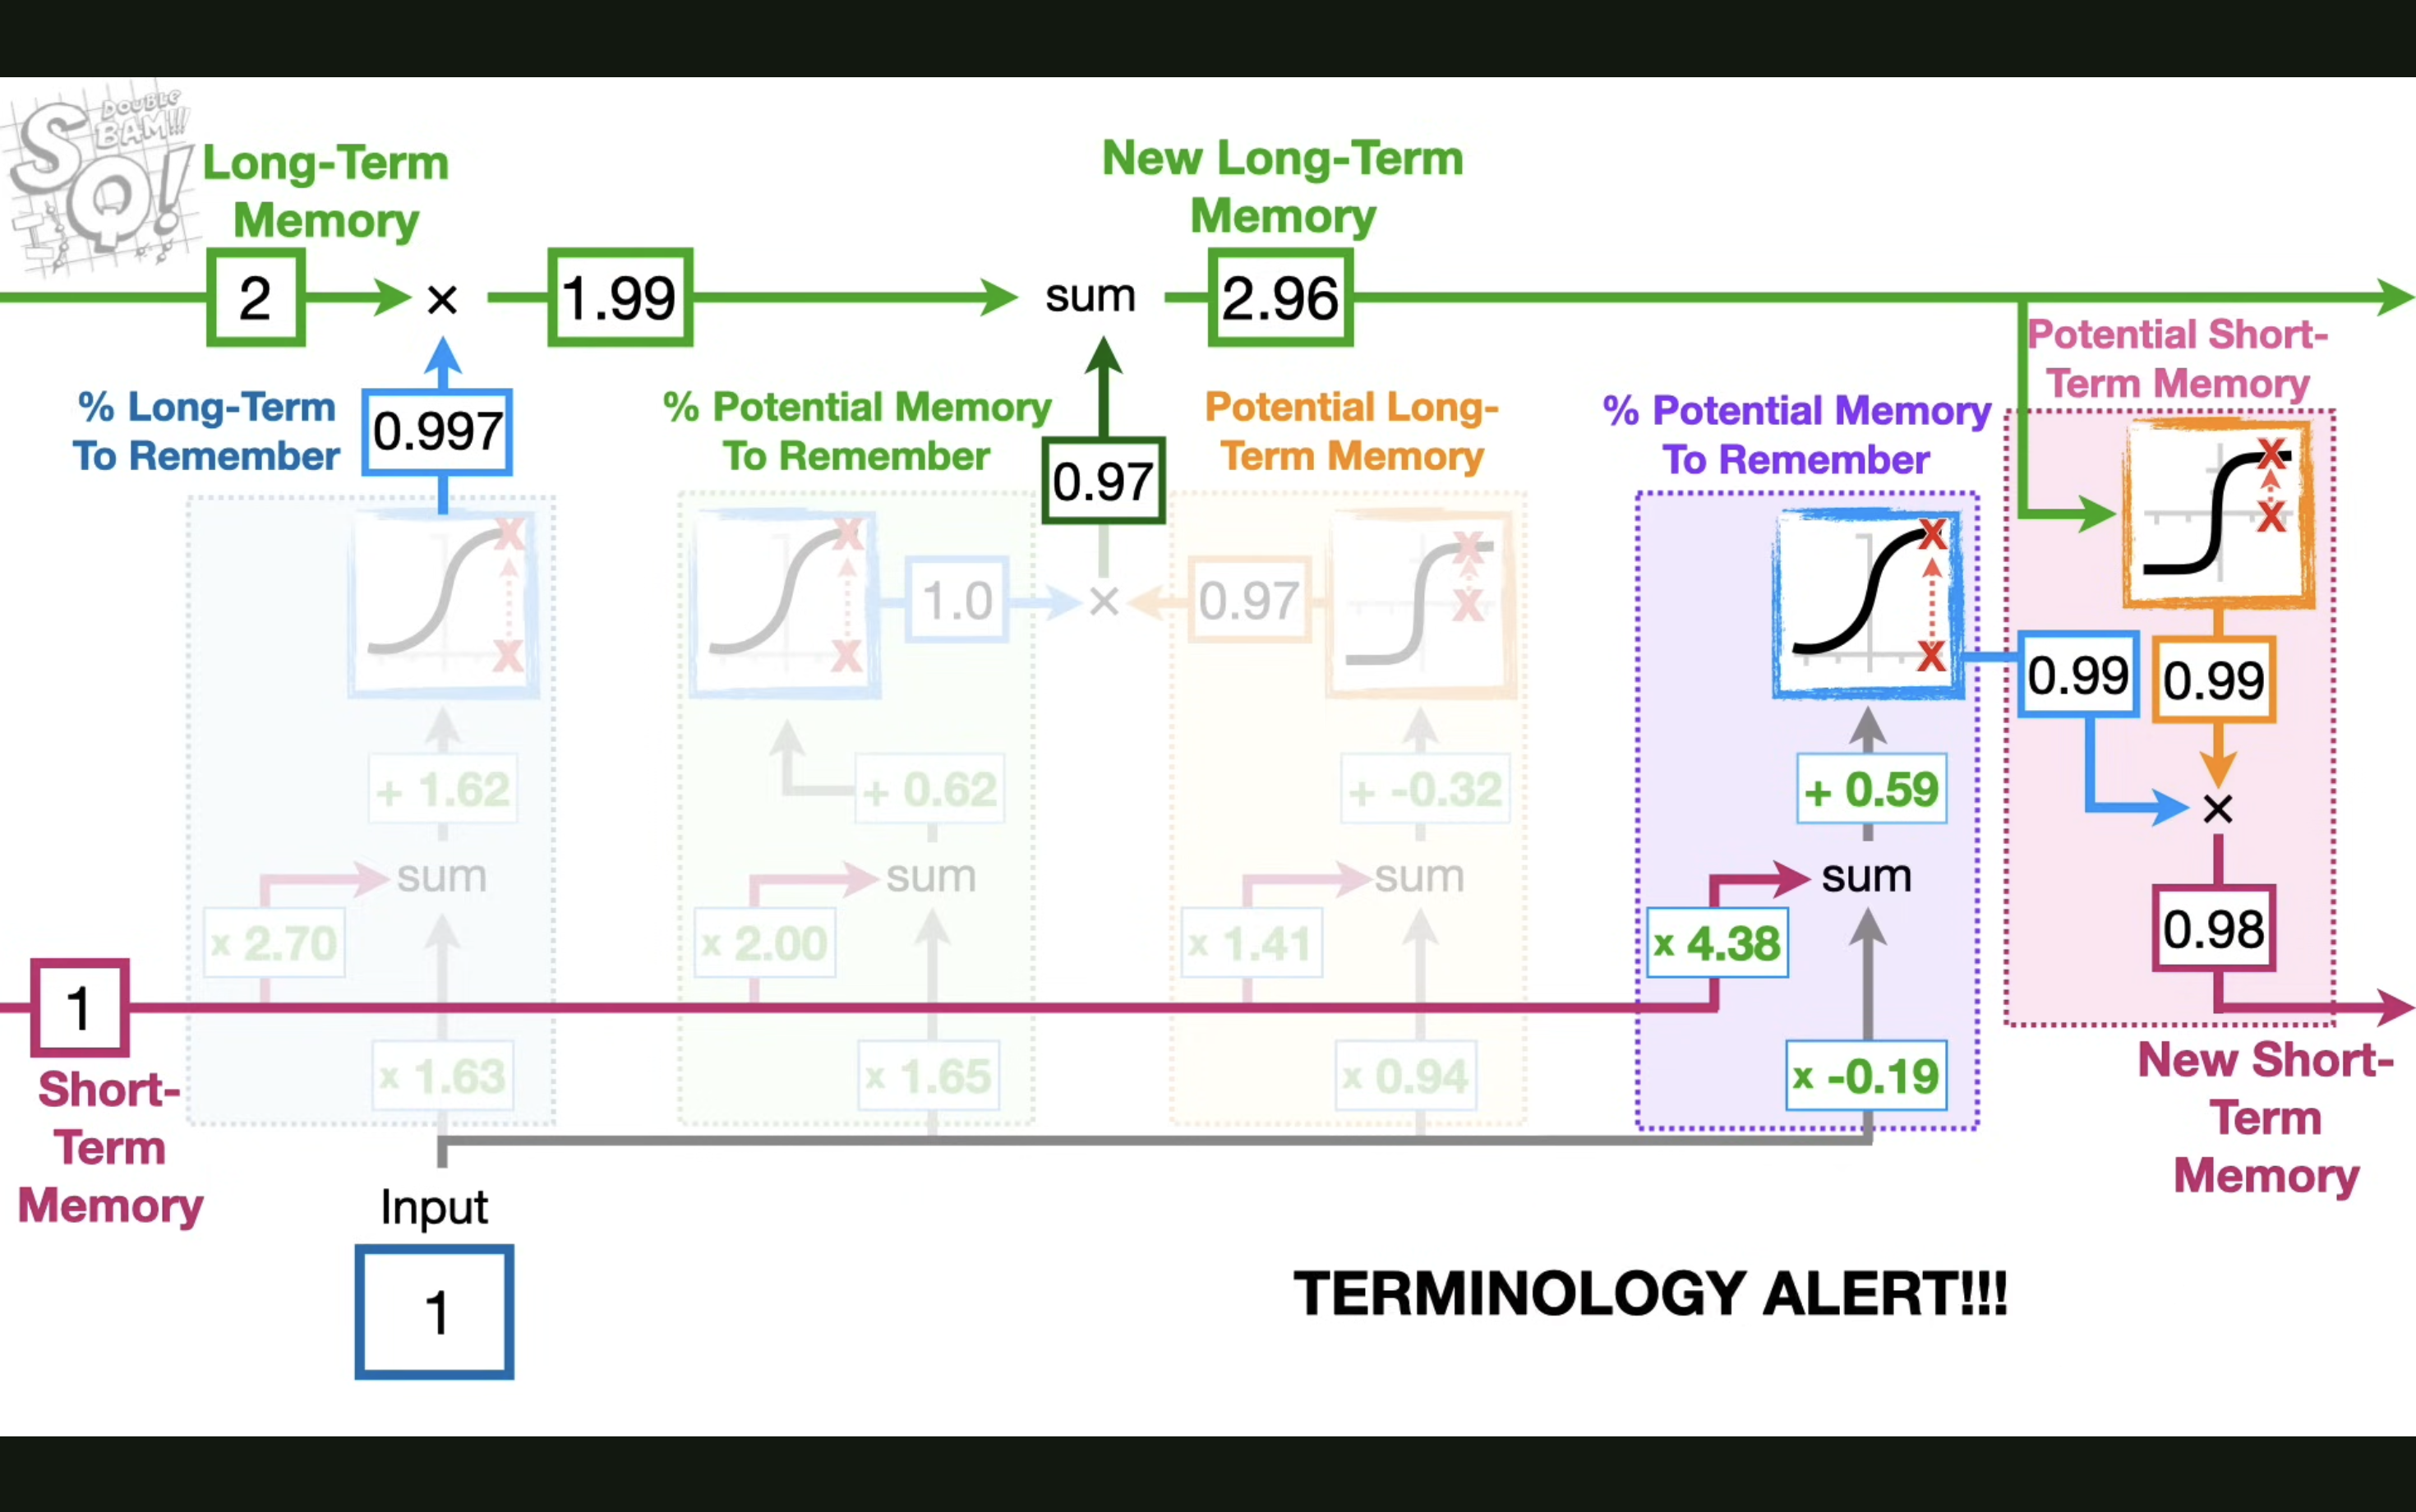 DOUBLE
BAM!!!
SQ!
Long-Term
Memory
New Long-Term
Memory
2
×
1.99
sum
2.96
Potential Short-
Term Memory
% Long-Term
To Remember
0.997
% Potential Memory
To Remember
0.97
Potential Long-
Term Memory
% Potential Memory
To Remember
X
X
X
X
X
X
X
X
X
X
1.0
×
0.97
0.99
0.99
+ 1.62
+ 0.62
+ -0.32
+ 0.59
×
sum
sum
sum
sum
x 2.70
x 2.00
x 1.41
x 4.38
0.98
1
Short-
Term
Memory
x 1.63
x 1.65
x 0.94
x -0.19
New Short-
Term
Memory
Input
1
TERMINOLOGY ALERT!!!